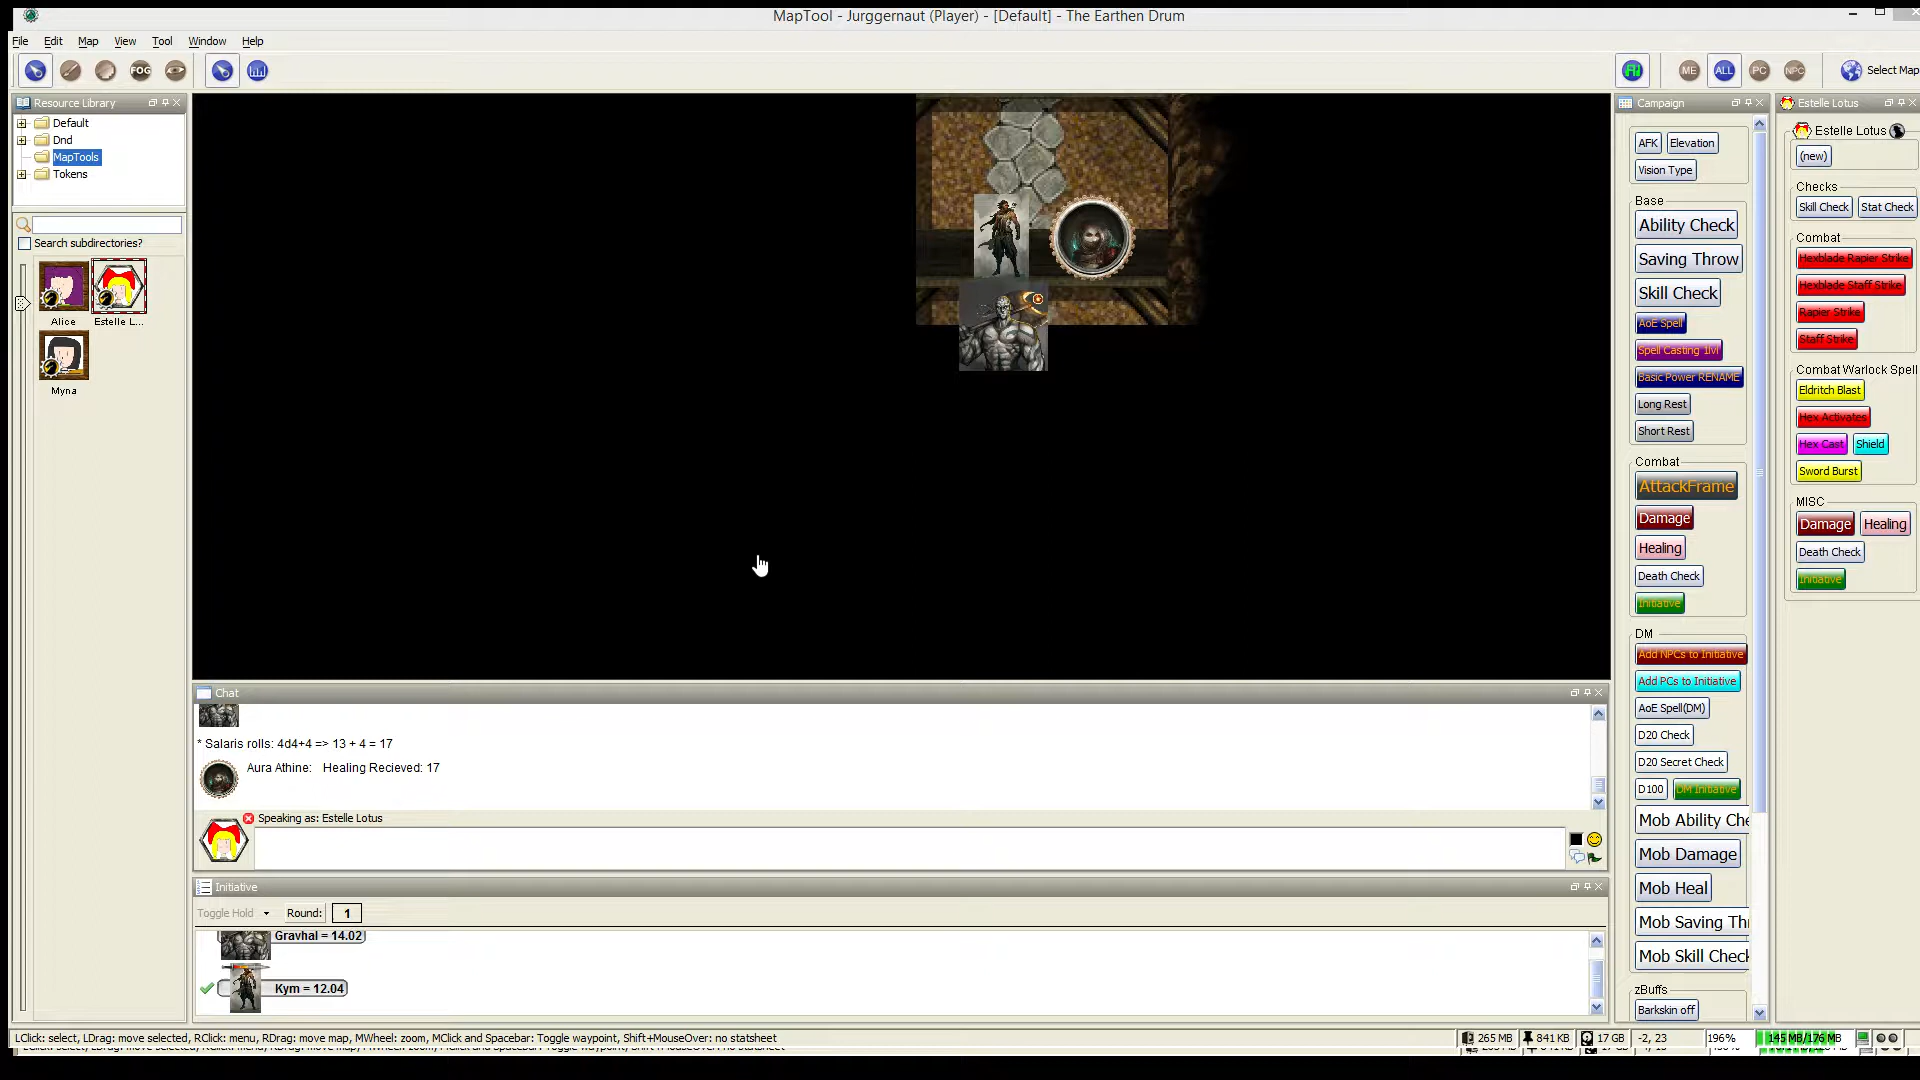 MapTool - Jurggernaut (Player) - [Default] - The Earthen Drum
File Edit Map View Tool Window Help
FOG
ME ALL PC NPC Select Map
Resource Library
Default
Dnd
MapTools
Tokens
Search subdirectories?
Alice
Estelle L...
Myna
Chat
* Salaris rolls: 4d4+4 => 13 + 4 = 17
Aura Athine: Healing Recieved: 17
Speaking as: Estelle Lotus
Initiative
Toggle Hold Round: 1
Gravhal = 14.02
Kym = 12.04
Campaign
AFK Elevation
Vision Type
Base
Ability Check
Saving Throw
Skill Check
AoE Spell
Spell Casting 1lvl
Basic Power RENAME
Long Rest
Short Rest
Combat
AttackFrame
Damage
Healing
Death Check
Initiative
DM
Add NPCs to Initiative
Add PCs to Initiative
AoE Spell(DM)
D20 Check
D20 Secret Check
D100 DM Initiative
Mob Ability Che
Mob Damage
Mob Heal
Mob Saving Thr
Mob Skill Check
zBuffs
Barkskin off
Estelle Lotus
Estelle Lotus
(new)
Checks
Skill Check Stat Check
Combat
Hexblade Rapier Strike
Hexblade Staff Strike
Rapier Strike
Staff Strike
Combat Warlock Spell
Eldritch Blast
Hex Activates
Hex Cast Shield
Sword Burst
MISC
Damage Healing
Death Check
Initiative
LClick: select, LDrag: move selected, RClick: menu, RDrag: move map, MWheel: zoom, MClick and Spacebar: Toggle waypoint, Shift+MouseOver: no statsheet
265 MB 841 KB 17 GB -2, 23 196% 145 MB/176 MB